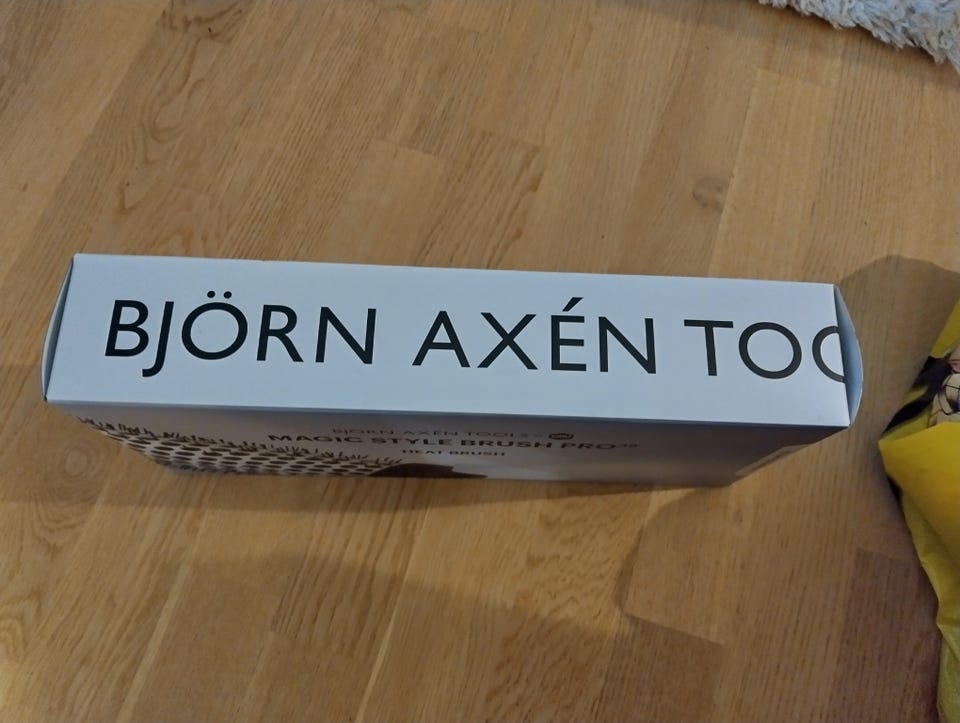 BJÖRN AXÉN TOO
BJÖRN AXÉN TOOLS
MAGIC STYLE BRUSH PRO
HEAT BRUSH